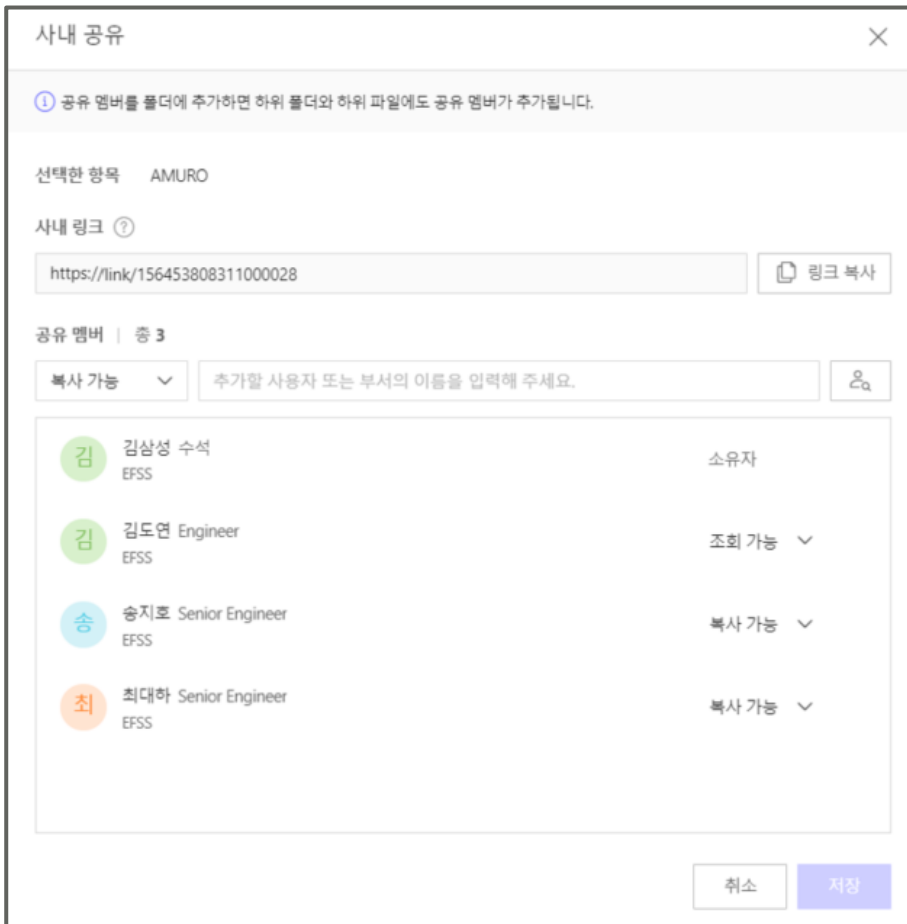 사내 공유
공유 멤버를 폴더에 추가하면 하위 폴더와 하위 파일에도 공유 멤버가 추가됩니다.
선택한 항목 AMURO
사내 링크 ?
https://link/156453808311000028 링크 복사
공유 멤버 | 총 3
복사 가능 추가할 사용자 또는 부서의 이름을 입력해 주세요.
김 김삼성 수석 소유자
EFSS
김 김도연 Engineer 조회 가능
EFSS
송 송지호 Senior Engineer 복사 가능
EFSS
최 최대하 Senior Engineer 복사 가능
EFSS
취소 저장